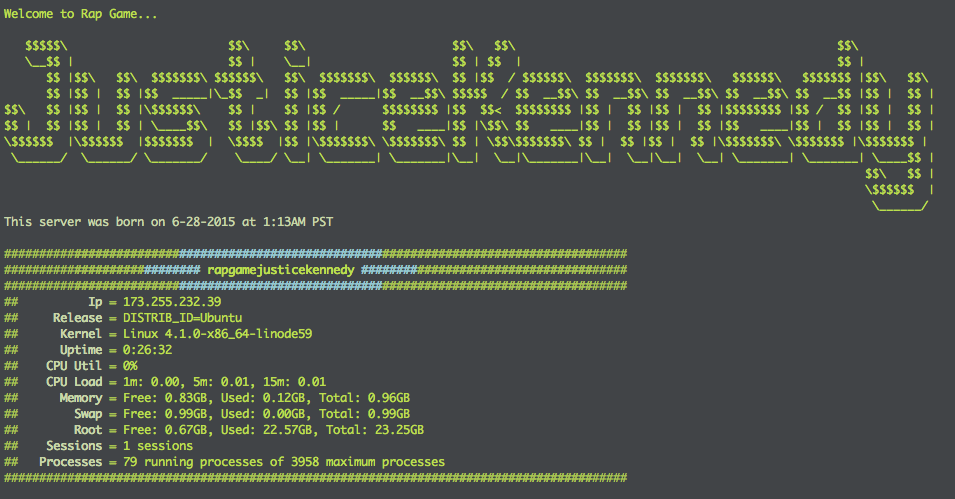 Welcome to Rap Game...
JusticeKennedy
This server was born on 6-28-2015 at 1:13AM PST
#########################################################################################
############################ rapgamejusticekennedy ######################################
#########################################################################################
## Ip = 173.255.232.39
## Release = DISTRIB_ID=Ubuntu
## Kernel = Linux 4.1.0-x86_64-linode59
## Uptime = 0:26:32
## CPU Util = 0%
## CPU Load = 1m: 0.00, 5m: 0.01, 15m: 0.01
## Memory = Free: 0.83GB, Used: 0.12GB, Total: 0.96GB
## Swap = Free: 0.99GB, Used: 0.00GB, Total: 0.99GB
## Root = Free: 0.67GB, Used: 22.57GB, Total: 23.25GB
## Sessions = 1 sessions
## Processes = 79 running processes of 3958 maximum processes
#########################################################################################